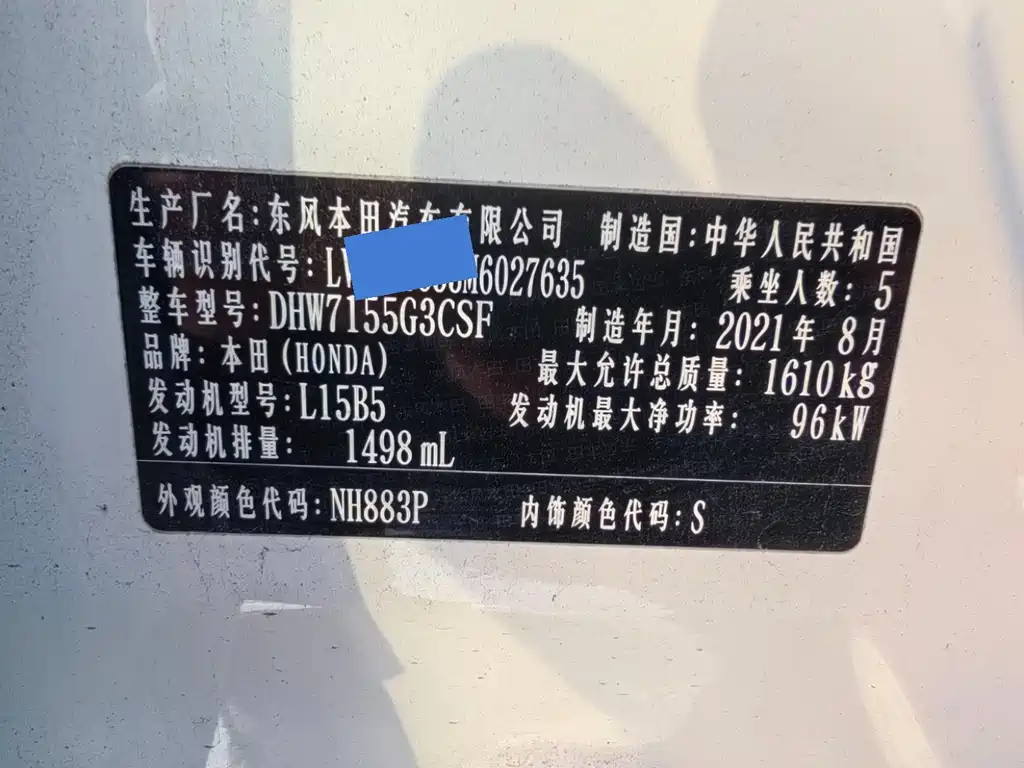 生产厂名:东风本田汽车有限公司 制造国:中华人民共和国
车辆识别代号: M6027635 乘坐人数: 5
整车型号:DHW7155G3CSF 制造年月: 2021年 8月
品牌: 本田(HONDA) 最大允许总质量: 1610kg
发动机型号:L15B5 发动机最大净功率: 96kW
发动机排量: 1498mL
外观颜色代码:NH883P 内饰颜色代码:S